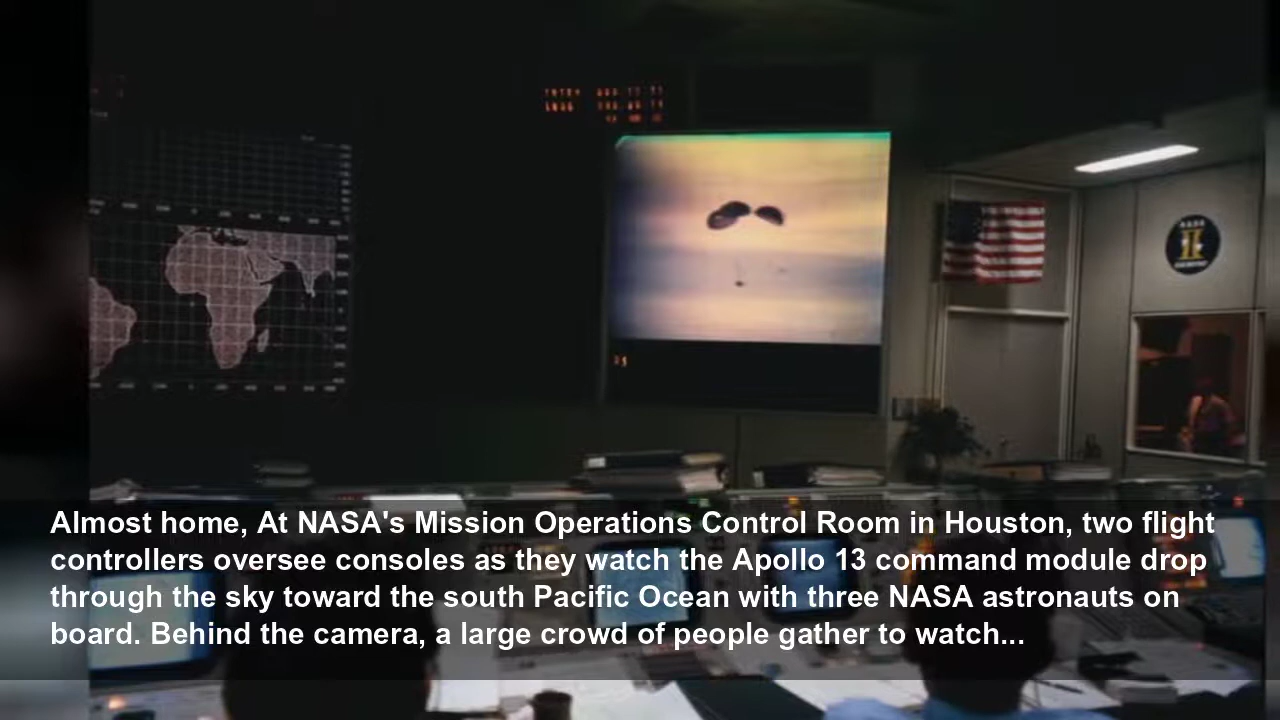 NASA
Almost home, At NASA's Mission Operations Control Room in Houston, two flight
controllers oversee consoles as they watch the Apollo 13 command module drop
through the sky toward the south Pacific Ocean with three NASA astronauts on
board. Behind the camera, a large crowd of people gather to watch...